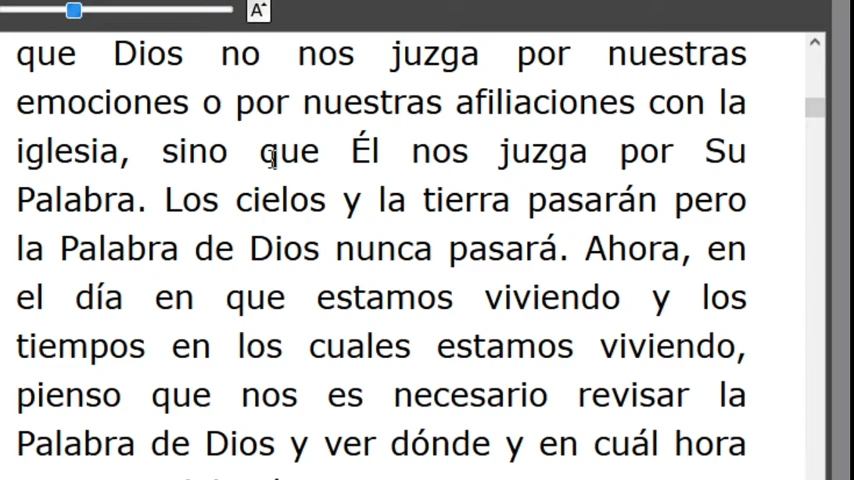 A
que Dios no nos juzga por nuestras
emociones o por nuestras afiliaciones con la
iglesia, sino que Él nos juzga por Su
Palabra. Los cielos y la tierra pasarán pero
la Palabra de Dios nunca pasará. Ahora, en
el día en que estamos viviendo y los
tiempos en los cuales estamos viviendo,
pienso que nos es necesario revisar la
Palabra de Dios y ver dónde y en cuál hora